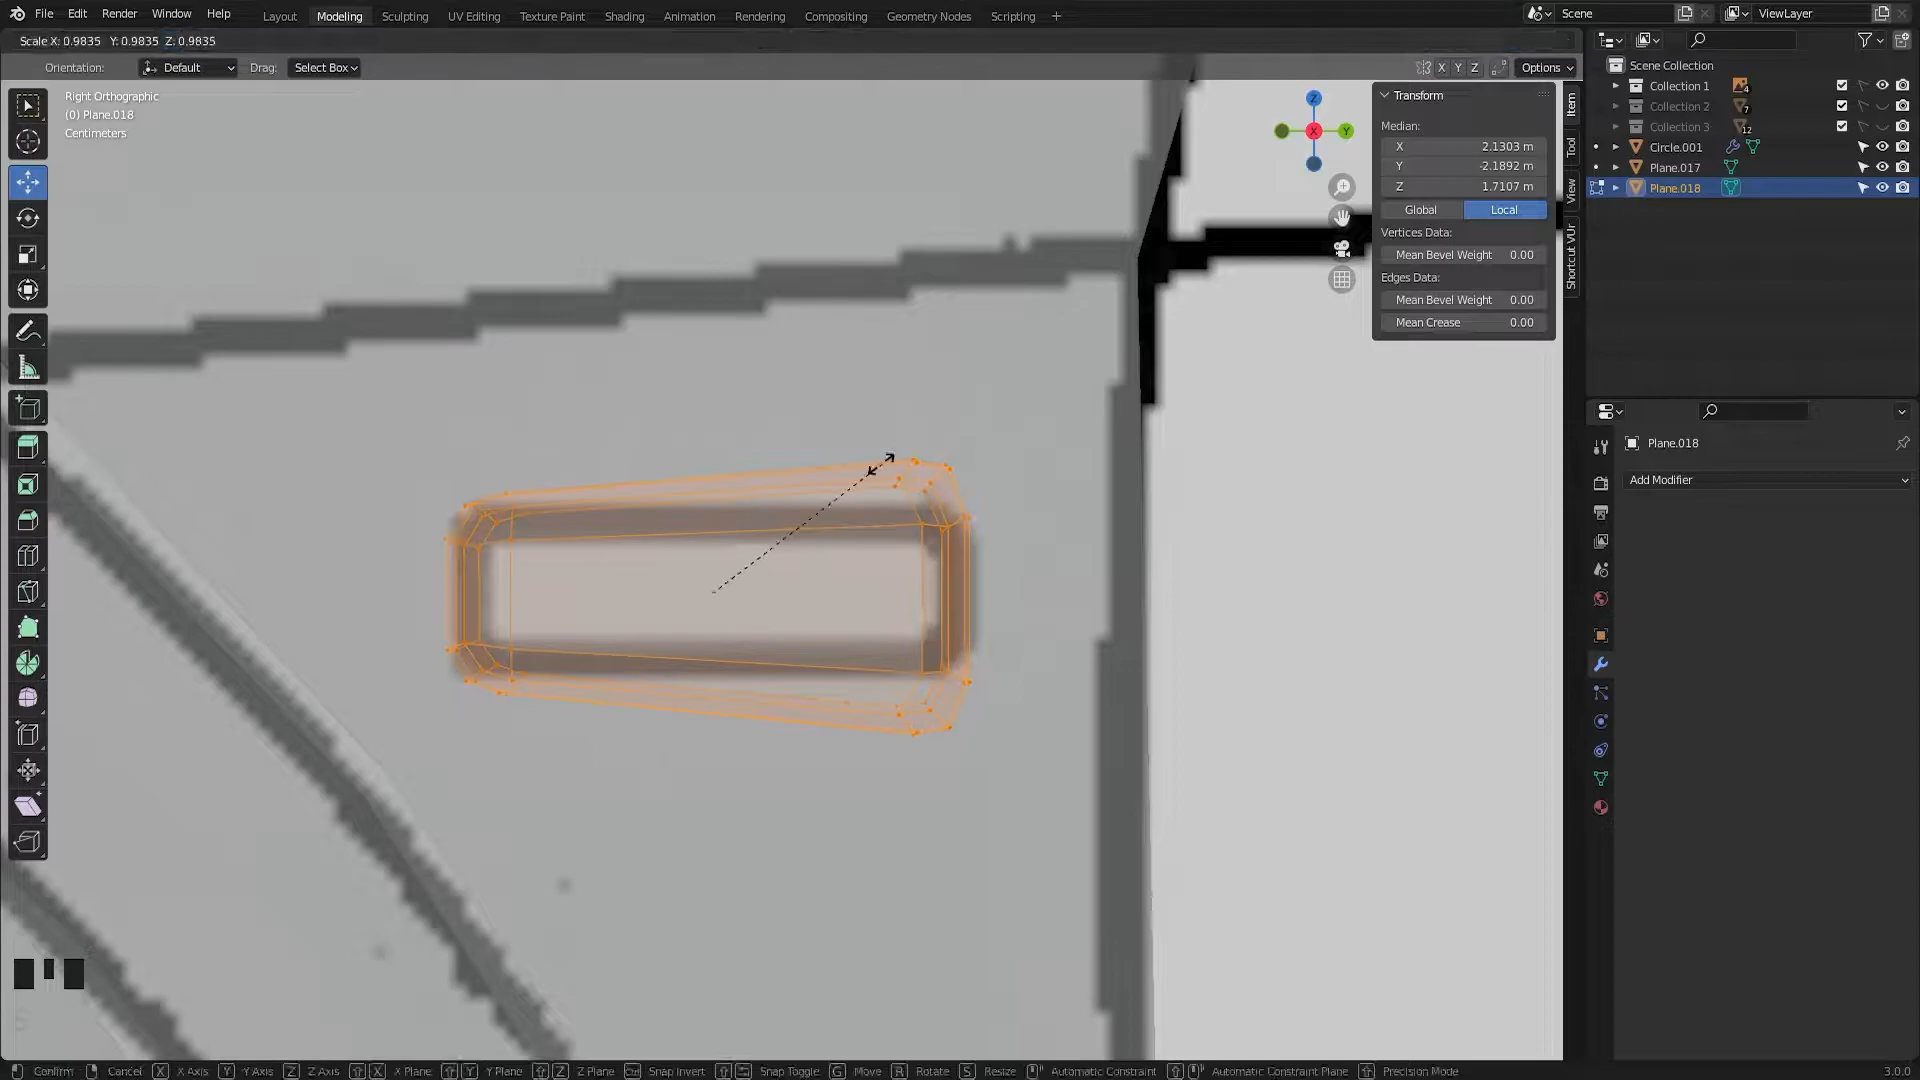 File Edit Render Window Help Layout Modeling Sculpting UV Editing Texture Paint Shading Animation Rendering Compositing Geometry Nodes Scripting + Scene ViewLayer
Scale X: 0.9835 Y: 0.9835 Z: 0.9835
Orientation: Default Drag: Select Box X Y Z Options
Right Orthographic
(0) Plane.018
Centimeters
Z
X
Y
Transform
Median:
X 2.1303 m
Y -2.1892 m
Z 1.7107 m
Global Local
Vertices Data:
Mean Bevel Weight 0.00
Edges Data:
Mean Bevel Weight 0.00
Mean Crease 0.00
Item
Tool
View
Shortcut VUr
Scene Collection
Collection 1 4
Collection 2 7
Collection 3 12
Circle.001
Plane.017
Plane.018
Plane.018
Add Modifier
Confirm Cancel X X Axis Y Y Axis Z Z Axis X X Plane Y Y Plane Z Z Plane Ctrl Snap Invert Snap Toggle G Move R Rotate S Resize Automatic Constraint Automatic Constraint Plane Precision Mode 3.0.0